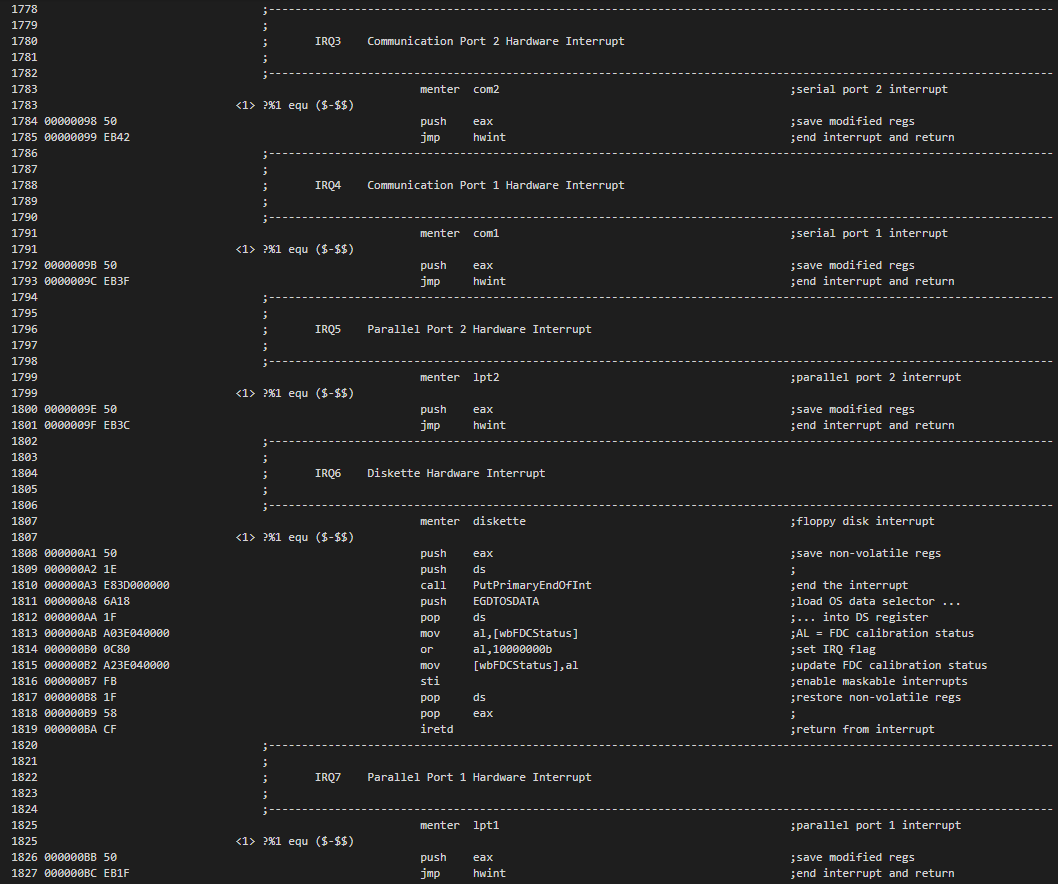 1778 ;-----------------------------------------------------------------------------------------------------------------------
1779 ;
1780 ; IRQ3 Communication Port 2 Hardware Interrupt
1781 ;
1782 ;-----------------------------------------------------------------------------------------------------------------------
1783 menter com2 ;serial port 2 interrupt
1783 <1> ?%1 equ ($-$$)
1784 00000098 50 push eax ;save modified regs
1785 00000099 EB42 jmp hwint ;end interrupt and return
1786 ;-----------------------------------------------------------------------------------------------------------------------
1787 ;
1788 ; IRQ4 Communication Port 1 Hardware Interrupt
1789 ;
1790 ;-----------------------------------------------------------------------------------------------------------------------
1791 menter com1 ;serial port 1 interrupt
1791 <1> ?%1 equ ($-$$)
1792 0000009B 50 push eax ;save modified regs
1793 0000009C EB3F jmp hwint ;end interrupt and return
1794 ;-----------------------------------------------------------------------------------------------------------------------
1795 ;
1796 ; IRQ5 Parallel Port 2 Hardware Interrupt
1797 ;
1798 ;-----------------------------------------------------------------------------------------------------------------------
1799 menter lpt2 ;parallel port 2 interrupt
1799 <1> ?%1 equ ($-$$)
1800 0000009E 50 push eax ;save modified regs
1801 0000009F EB3C jmp hwint ;end interrupt and return
1802 ;-----------------------------------------------------------------------------------------------------------------------
1803 ;
1804 ; IRQ6 Diskette Hardware Interrupt
1805 ;
1806 ;-----------------------------------------------------------------------------------------------------------------------
1807 menter diskette ;floppy disk interrupt
1807 <1> ?%1 equ ($-$$)
1808 000000A1 50 push eax ;save non-volatile regs
1809 000000A2 1E push ds ;
1810 000000A3 E83D000000 call PutPrimaryEndOfInt ;end the interrupt
1811 000000A8 6A18 push EGDTOSDATA ;load OS data selector ...
1812 000000AA 1F pop ds ;... into DS register
1813 000000AB A03E040000 mov al,[wbFDCStatus] ;AL = FDC calibration status
1814 000000B0 0C80 or al,10000000b ;set IRQ flag
1815 000000B2 A23E040000 mov [wbFDCStatus],al ;update FDC calibration status
1816 000000B7 FB sti ;enable maskable interrupts
1817 000000B8 1F pop ds ;restore non-volatile regs
1818 000000B9 58 pop eax ;
1819 000000BA CF iretd ;return from interrupt
1820 ;-----------------------------------------------------------------------------------------------------------------------
1821 ;
1822 ; IRQ7 Parallel Port 1 Hardware Interrupt
1823 ;
1824 ;-----------------------------------------------------------------------------------------------------------------------
1825 menter lpt1 ;parallel port 1 interrupt
1825 <1> ?%1 equ ($-$$)
1826 000000BB 50 push eax ;save modified regs
1827 000000BC EB1F jmp hwint ;end interrupt and return